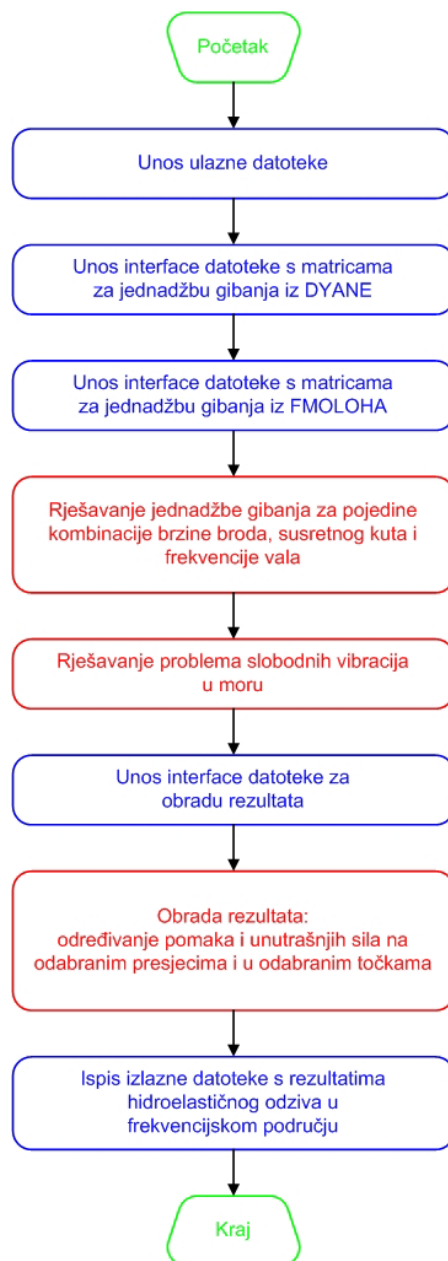 Početak
Unos ulazne datoteke
Unos interface datoteke s matricama
za jednadžbu gibanja iz DYANE
Unos interface datoteke s matricama
za jednadžbu gibanja iz FMOLOHA
Rješavanje jednadžbe gibanja za pojedine
kombinacije brzine broda, susretnog kuta i
frekvencije vala
Rješavanje problema slobodnih vibracija
u moru
Unos interface datoteke za
obradu rezultata
Obrada rezultata:
određivanje pomaka i unutrašnjih sila na
odabranim presjecima i u odabranim točkama
Ispis izlazne datoteke s rezultatima
hidroelastičnog odziva u
frekvencijskom području
Kraj